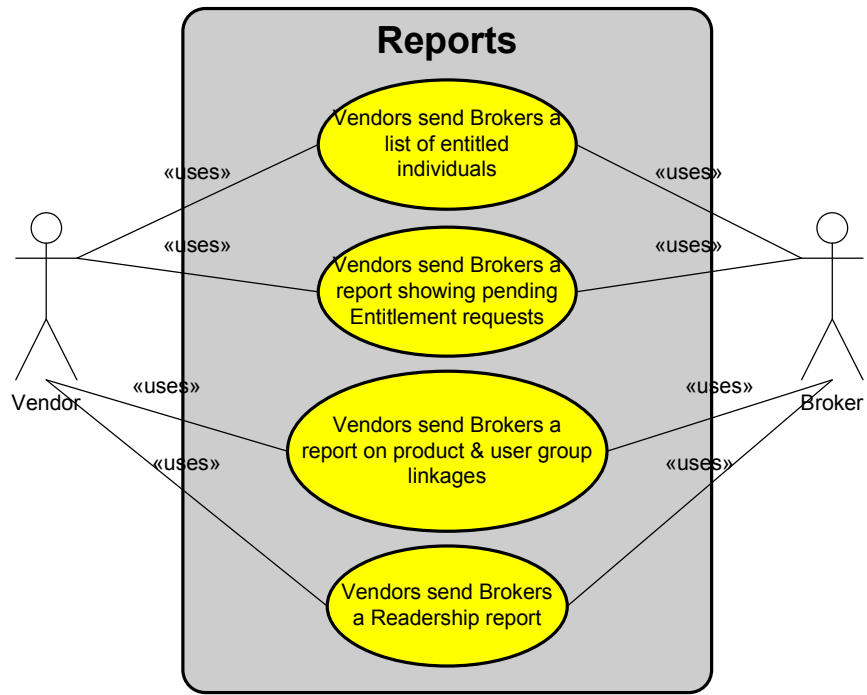 Reports
Vendors send Brokers a
list of entitled
individuals
«uses»
«uses»
«uses»
«uses»
Vendors send Brokers a
report showing pending
Entitlement requests
Vendor
«uses»
«uses»
Broker
Vendors send Brokers a
report on product & user group
linkages
«uses»
«uses»
Vendors send Brokers
a Readership report